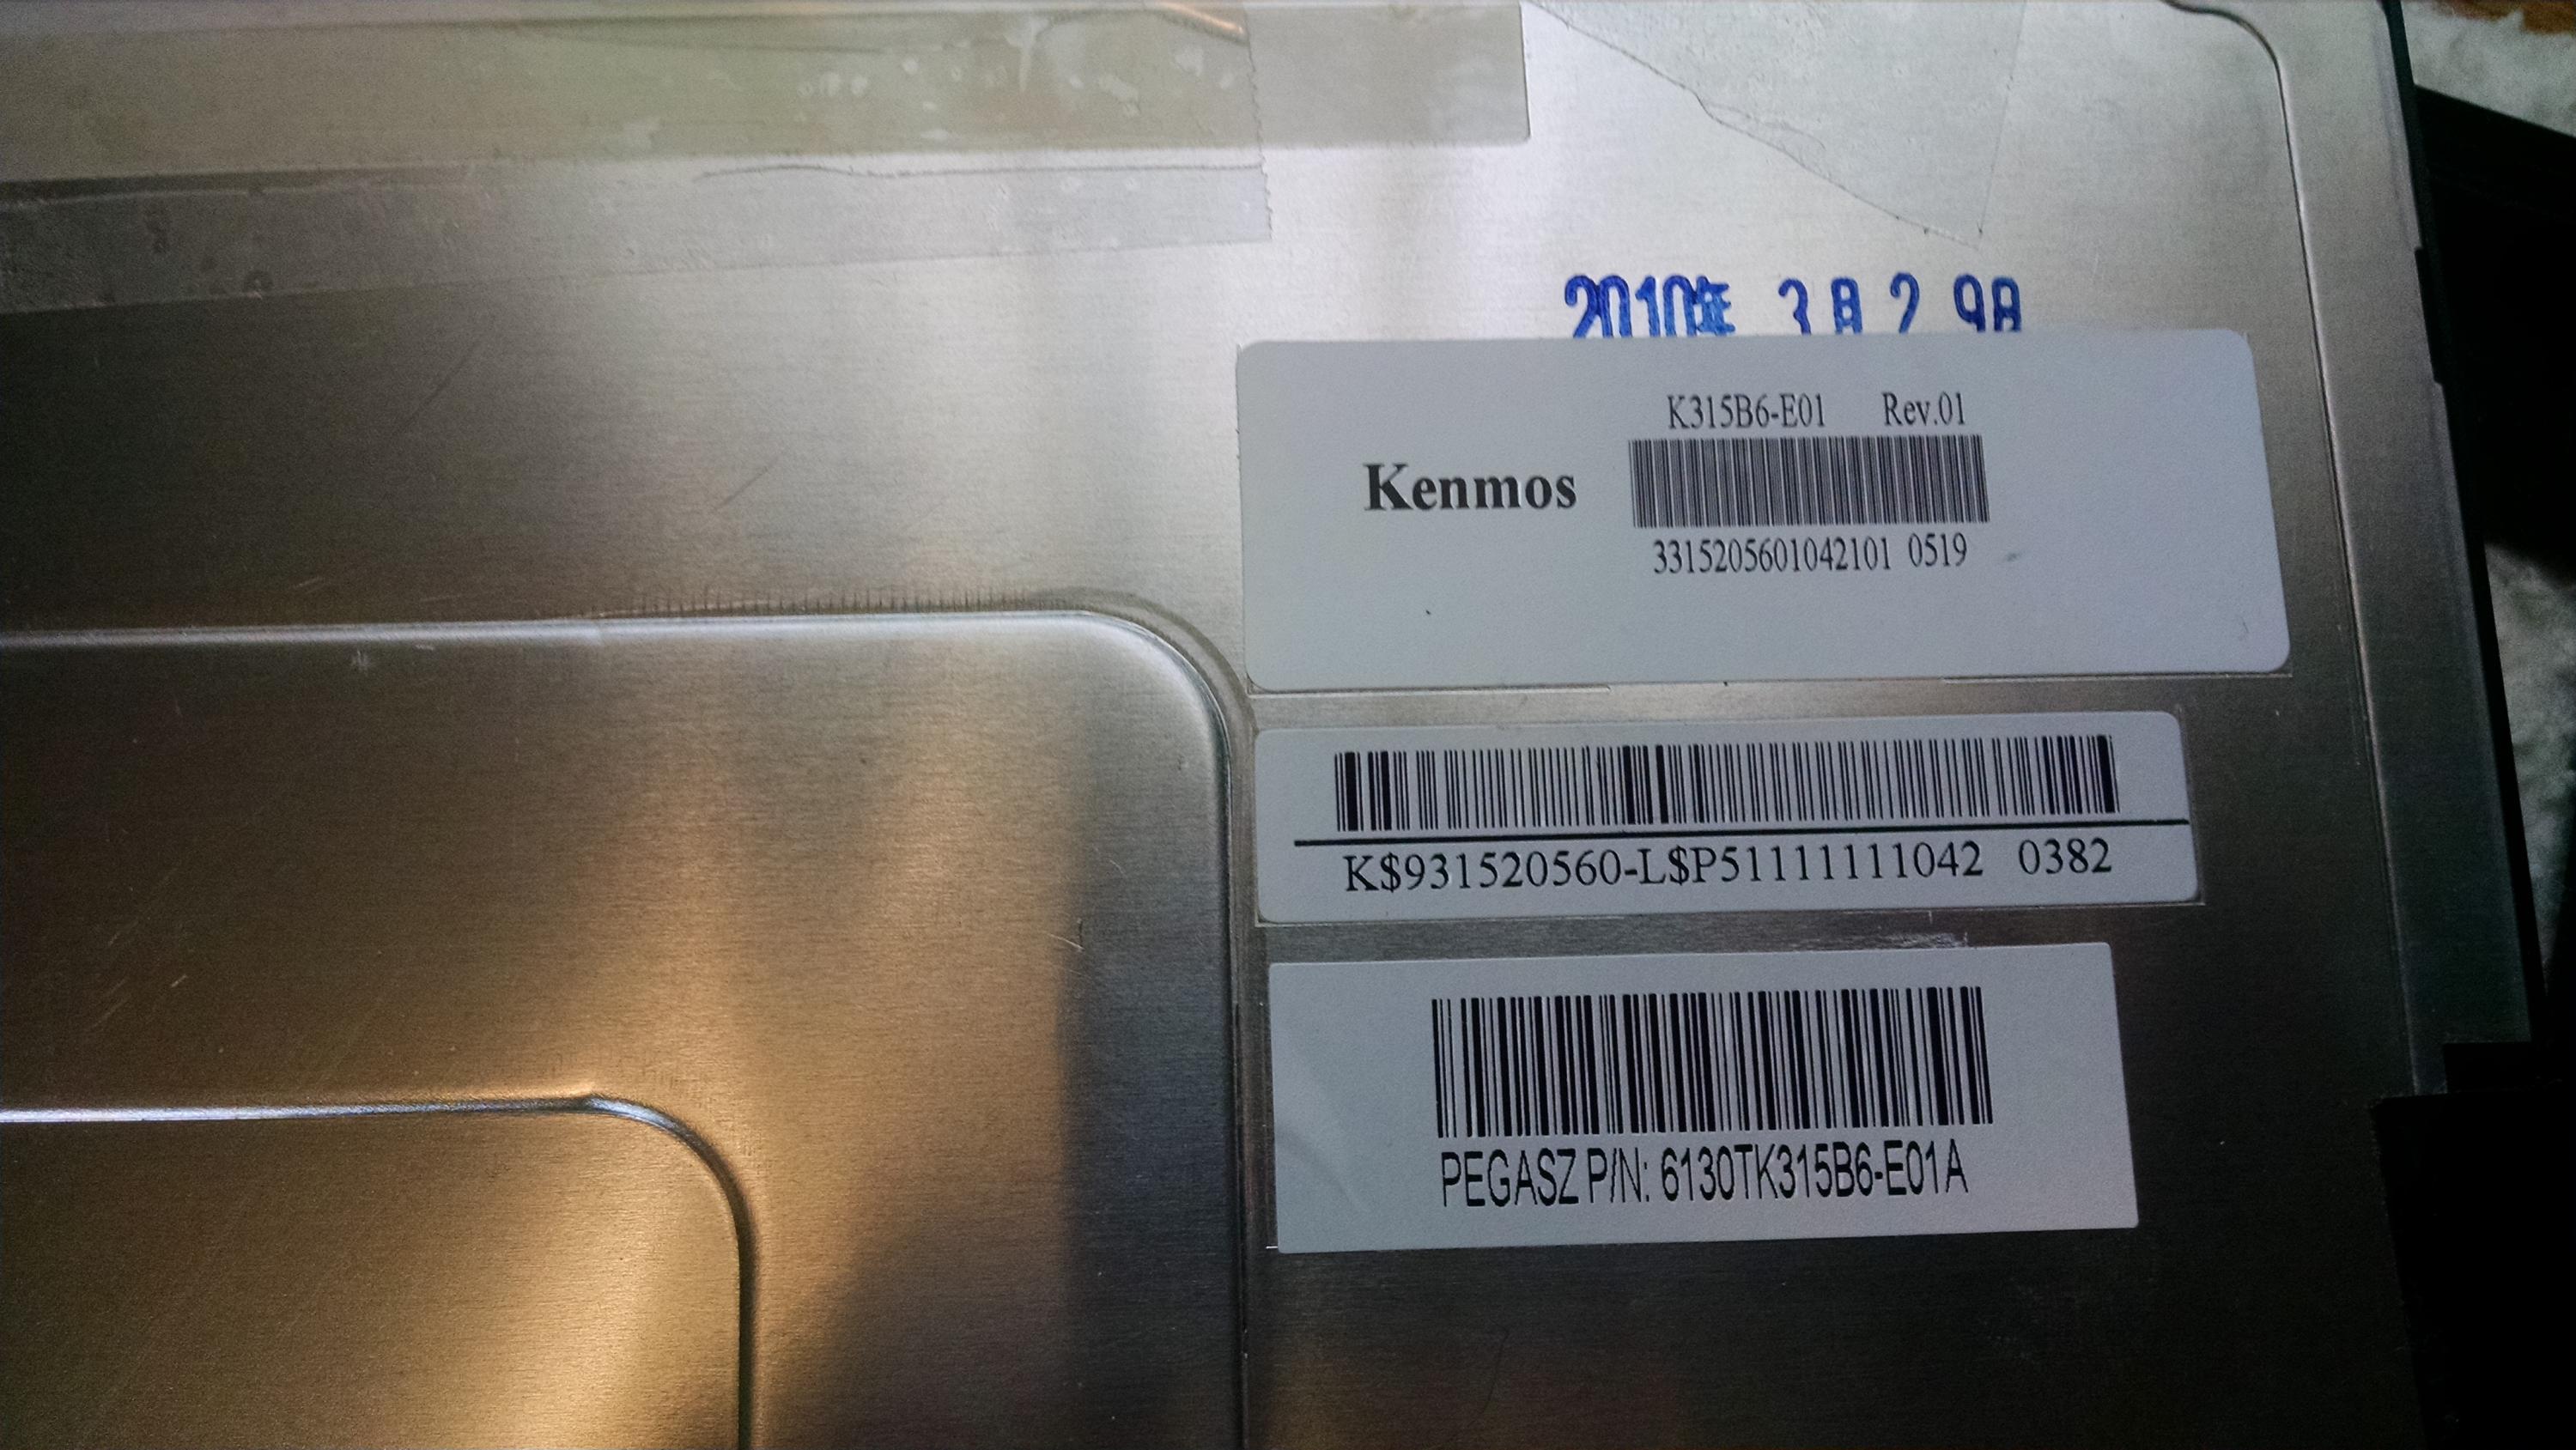 2010年 3月29日
K315B6-E01 Rev.01
Kenmos
3315205601042101 0519
K$931520560-L$P51111111042 0382
PEGASZ P/N: 6130TK315B6-E01A